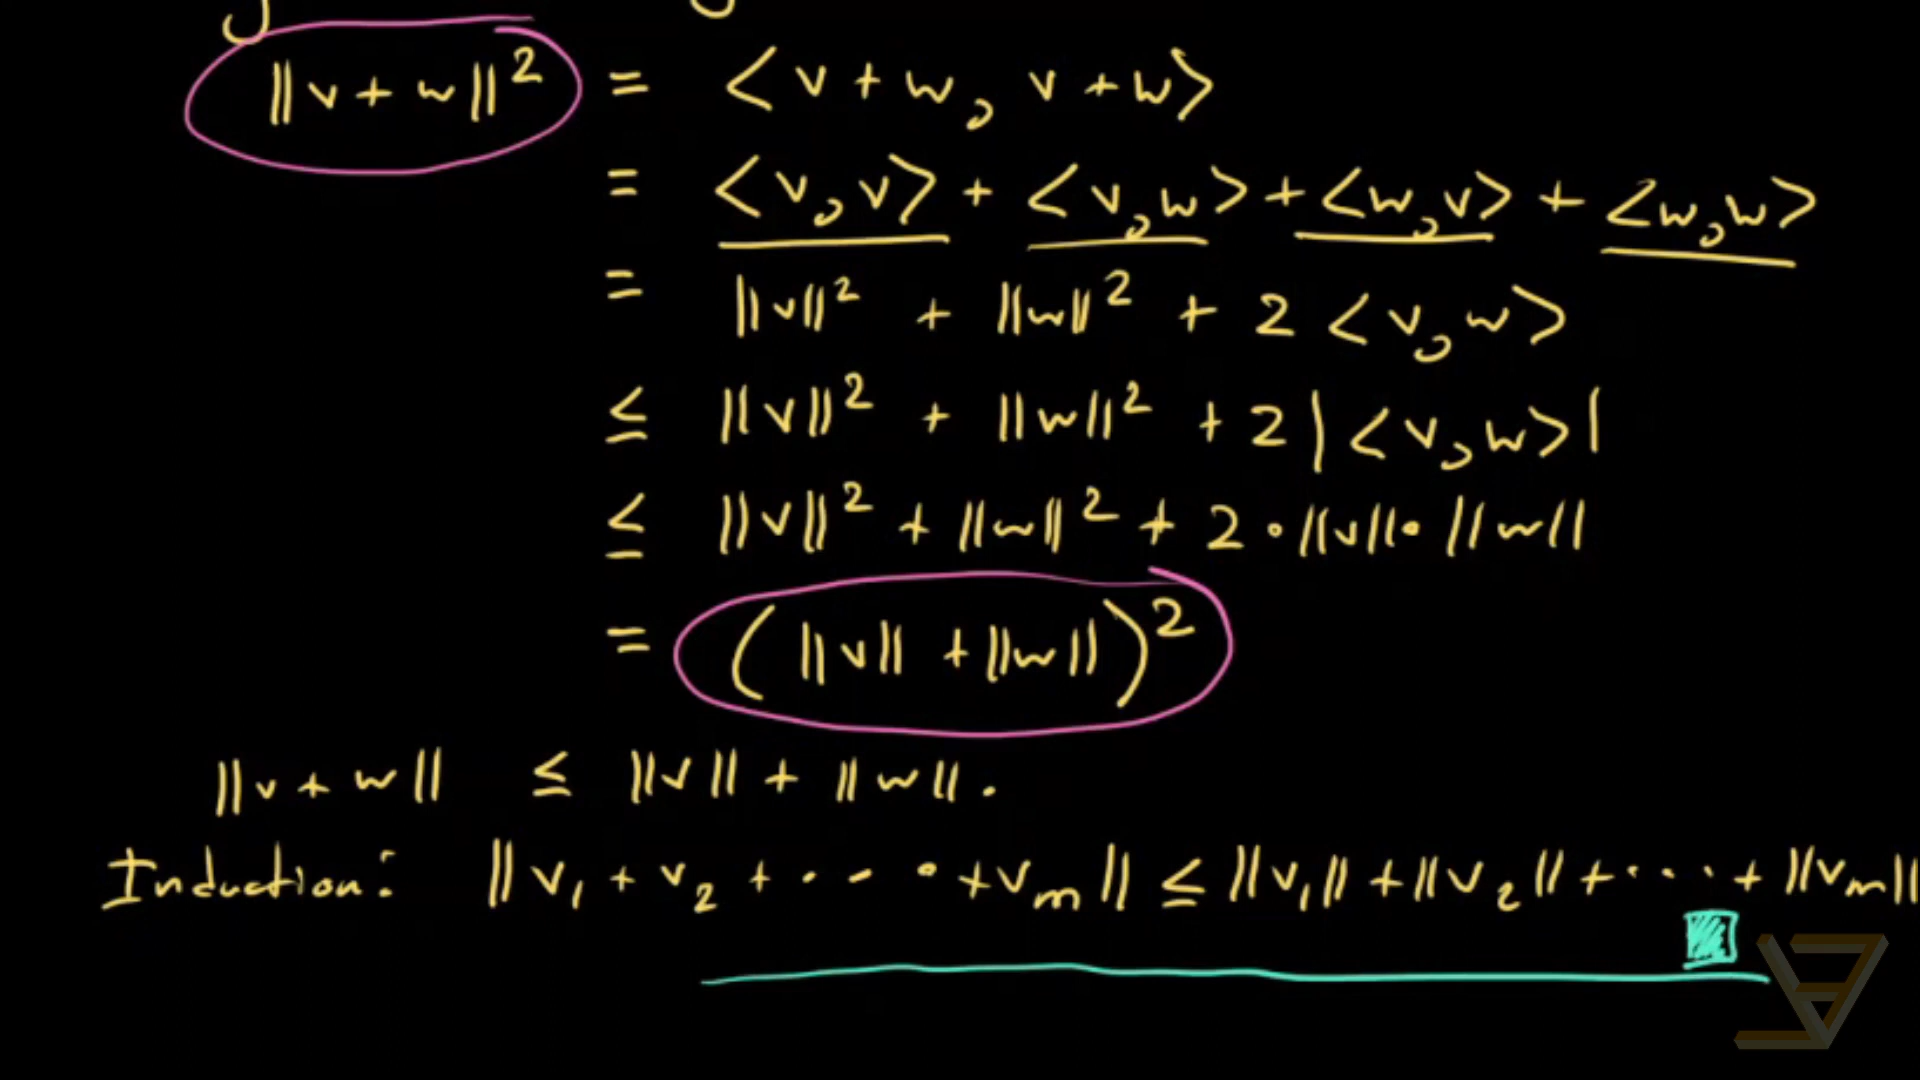 ‖v + w‖² = <v + w, v + w>
= <v, v> + <v, w> + <w, v> + <w, w>
= ‖v‖² + ‖w‖² + 2 <v, w>
≤ ‖v‖² + ‖w‖² + 2 |<v, w>|
≤ ‖v‖² + ‖w‖² + 2 · ‖v‖ · ‖w‖
= (‖v‖ + ‖w‖)²
‖v + w‖ ≤ ‖v‖ + ‖w‖.
Induction: ‖v₁ + v₂ + · · · + vₘ‖ ≤ ‖v₁‖ + ‖v₂‖ + · · · + ‖vₘ‖